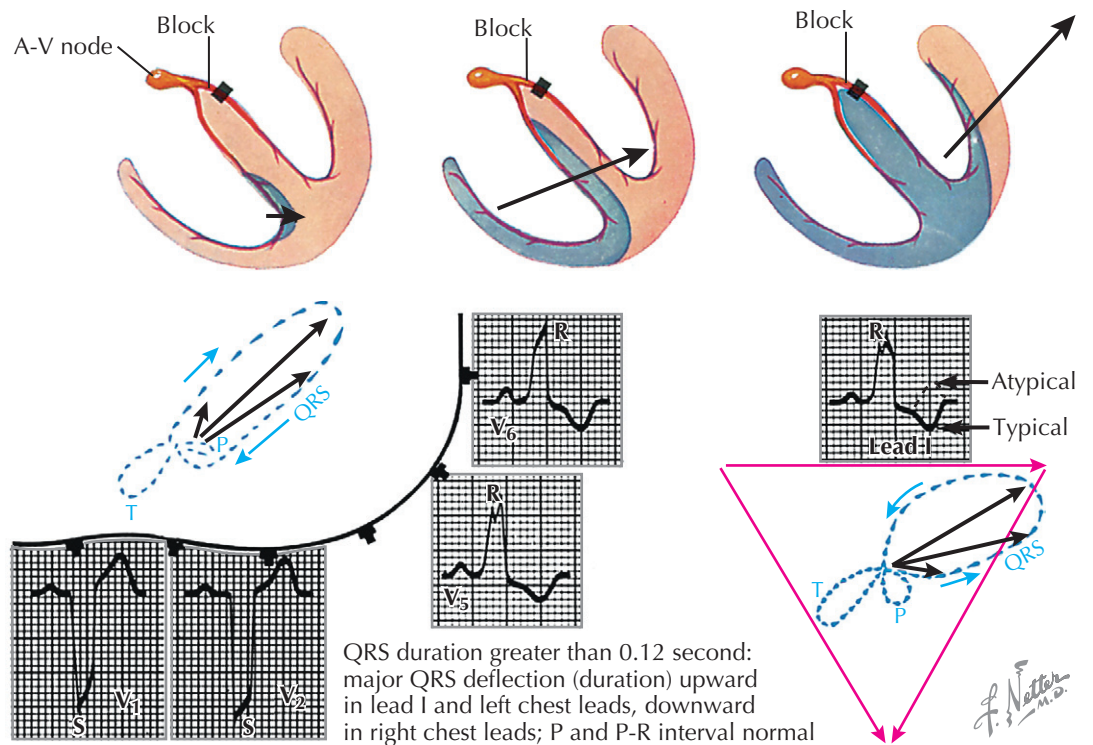 Block
A-V node
Block
Block
R
V6
R
Atypical
Typical
Lead I
QRS
P
T
R
V5
QRS
T
P
V1
S
V2
S
QRS duration greater than 0.12 second:
major QRS deflection (duration) upward
in lead I and left chest leads, downward
in right chest leads; P and P-R interval normal
F. Netter
M.D.